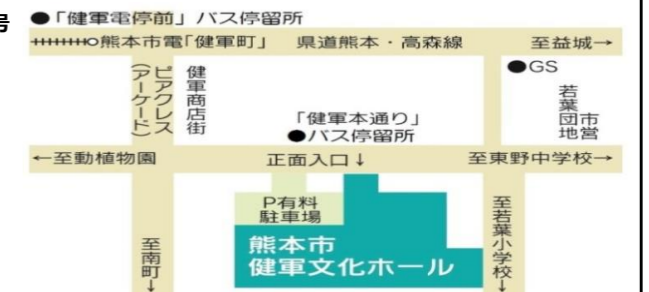 号
●「健軍電停前」バス停留所
熊本市電「健軍町」 県道熊本・高森線 至益城→
●GS
健軍商店街
ピアクレス
(アーケード)
若葉団地
市営
「健軍本通り」
●バス停留所
←至動植物園 正面入口↓ 至東野中学校→
P有料
駐車場
熊本市
健軍文化ホール
至南町↓
至若葉小学校↓